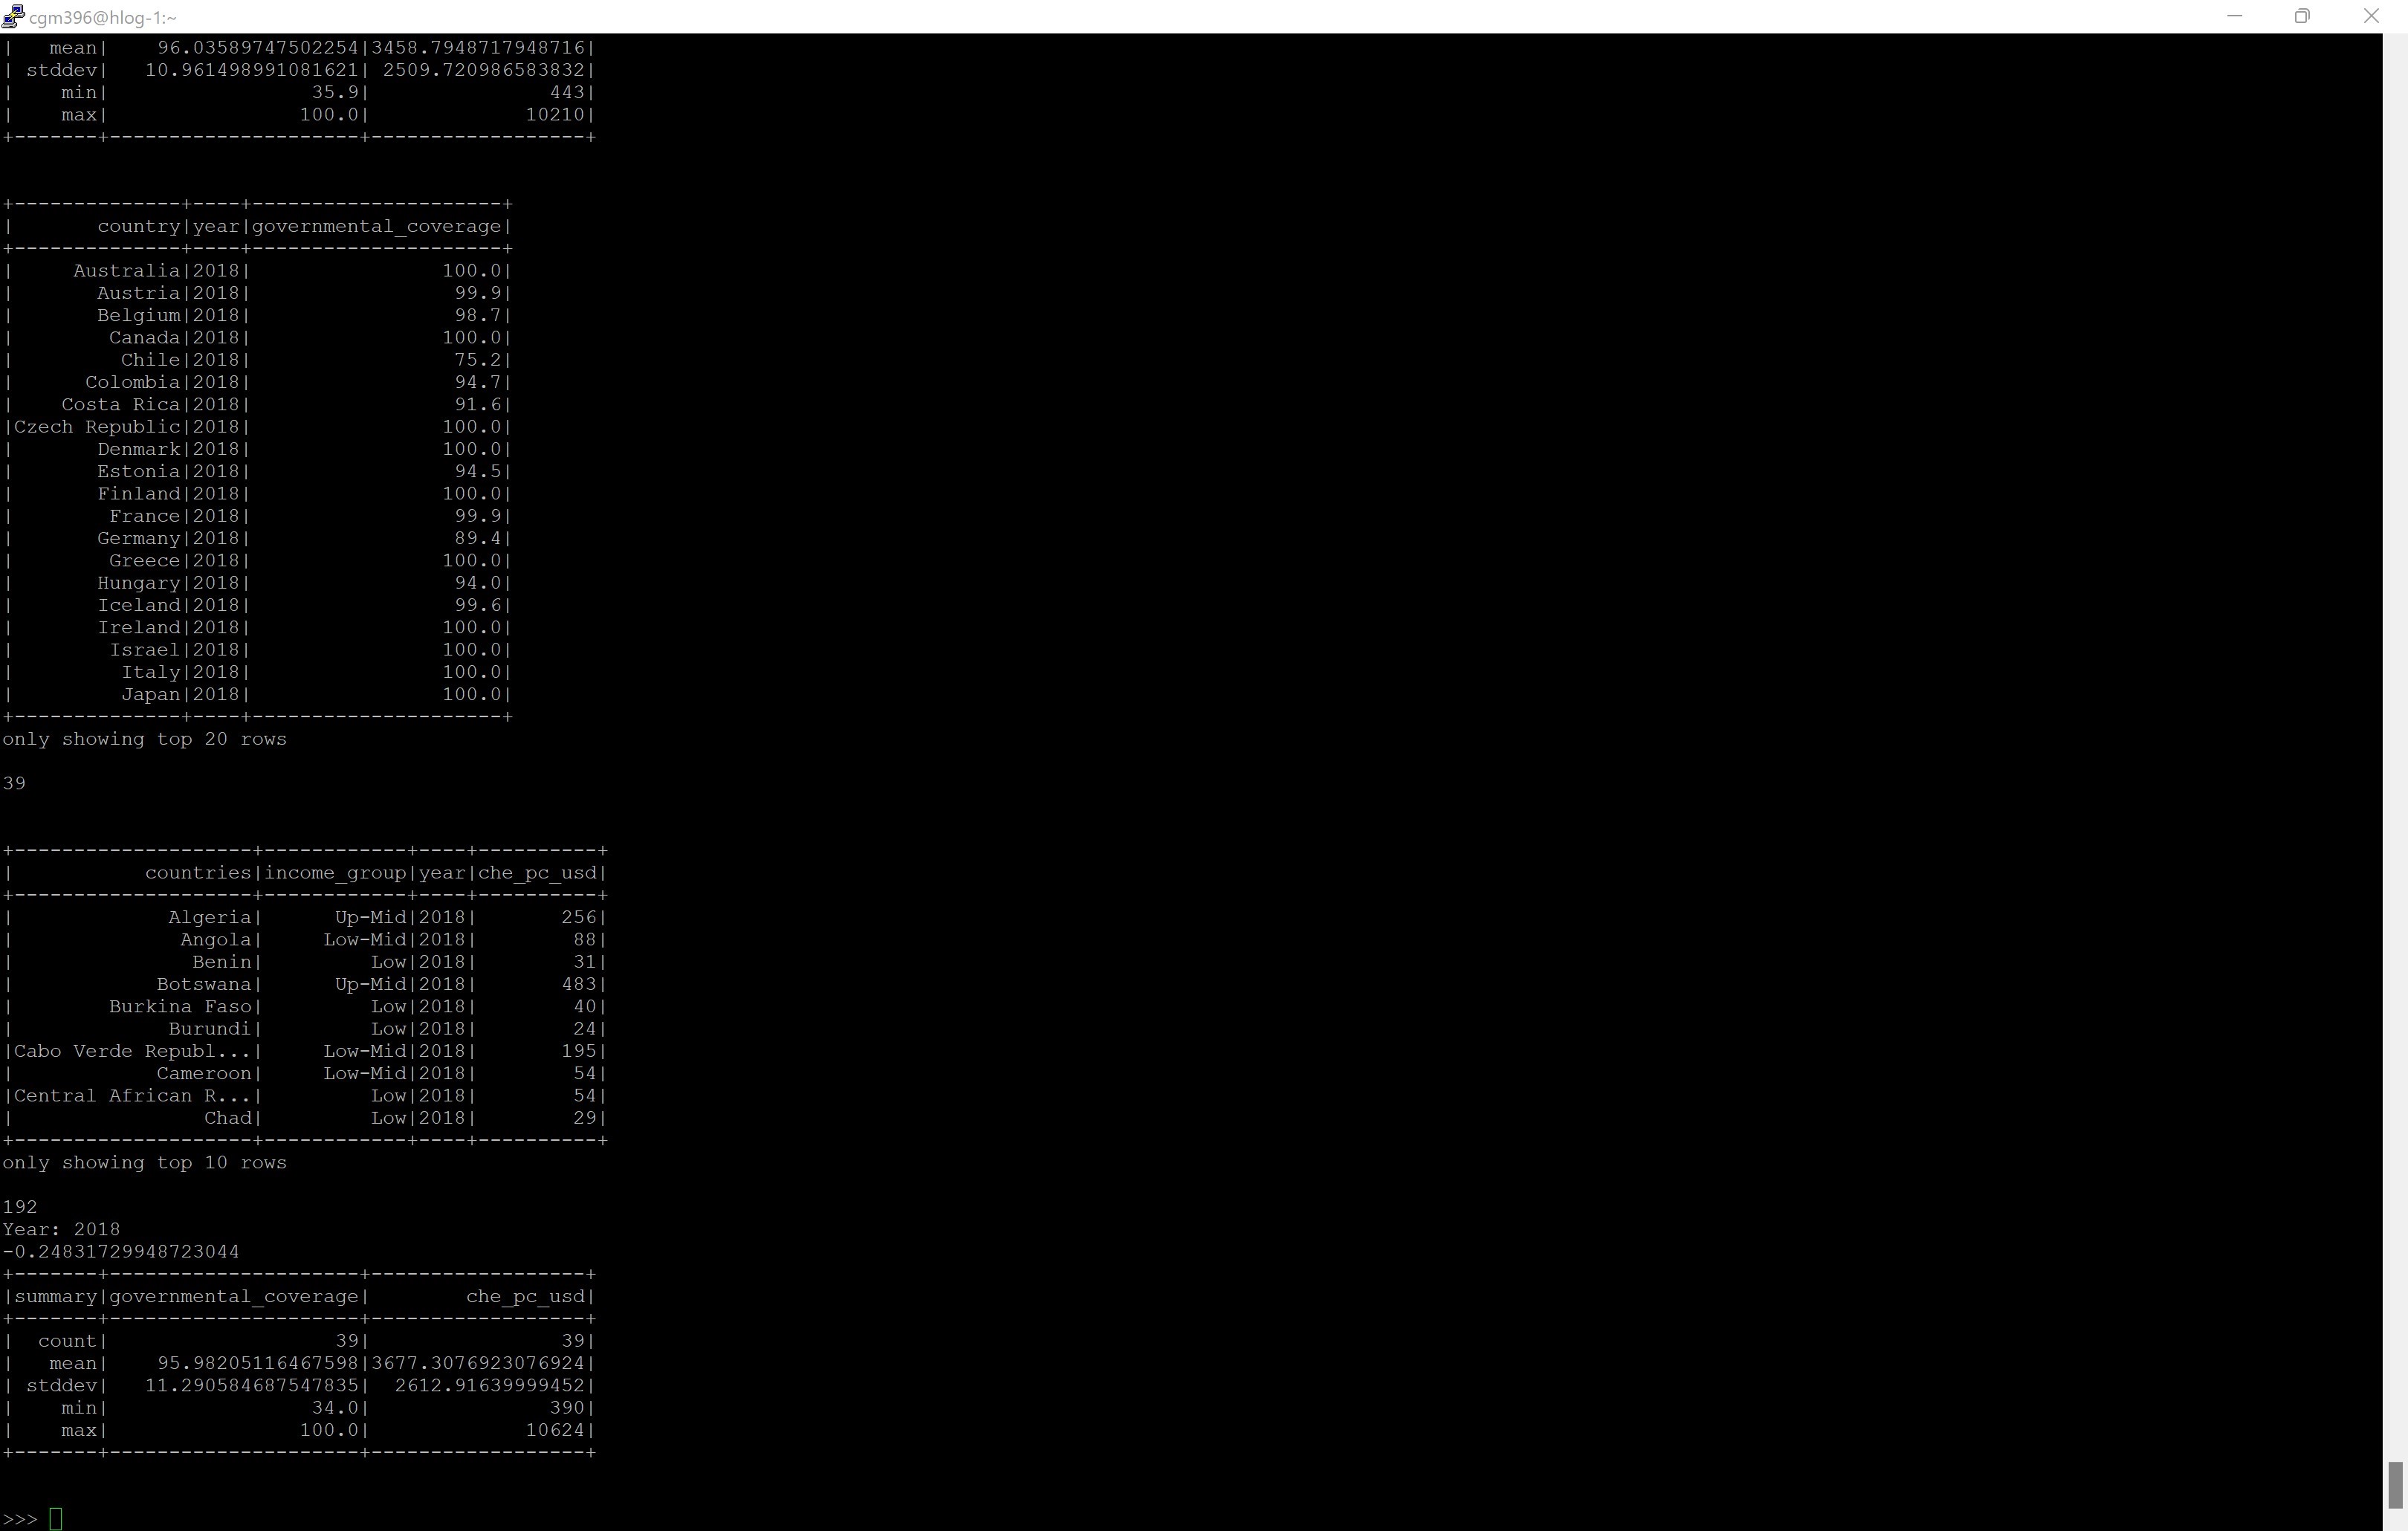 cgm396@hlog-1:~
|   mean|    96.03589747502254|3458.7948717948716|
| stddev|   10.961498991081621| 2509.720986583832|
|    min|                 35.9|               443|
|    max|                100.0|             10210|
+-------+---------------------+------------------+
+--------------+----+---------------------+
|       country|year|governmental_coverage|
+--------------+----+---------------------+
|     Australia|2018|                100.0|
|       Austria|2018|                 99.9|
|       Belgium|2018|                 98.7|
|        Canada|2018|                100.0|
|         Chile|2018|                 75.2|
|      Colombia|2018|                 94.7|
|    Costa Rica|2018|                 91.6|
|Czech Republic|2018|                100.0|
|       Denmark|2018|                100.0|
|       Estonia|2018|                 94.5|
|       Finland|2018|                100.0|
|        France|2018|                 99.9|
|       Germany|2018|                 89.4|
|        Greece|2018|                100.0|
|       Hungary|2018|                 94.0|
|       Iceland|2018|                 99.6|
|       Ireland|2018|                100.0|
|        Israel|2018|                100.0|
|         Italy|2018|                100.0|
|         Japan|2018|                100.0|
+--------------+----+---------------------+
only showing top 20 rows
39
+--------------------+------------+----+----------+
|           countries|income_group|year|che_pc_usd|
+--------------------+------------+----+----------+
|             Algeria|      Up-Mid|2018|       256|
|              Angola|     Low-Mid|2018|        88|
|               Benin|         Low|2018|        31|
|            Botswana|      Up-Mid|2018|       483|
|        Burkina Faso|         Low|2018|        40|
|             Burundi|         Low|2018|        24|
|Cabo Verde Republ...|     Low-Mid|2018|       195|
|            Cameroon|     Low-Mid|2018|        54|
|Central African R...|         Low|2018|        54|
|                Chad|         Low|2018|        29|
+--------------------+------------+----+----------+
only showing top 10 rows
192
Year: 2018
-0.24831729948723044
+-------+---------------------+------------------+
|summary|governmental_coverage|        che_pc_usd|
+-------+---------------------+------------------+
|  count|                   39|                39|
|   mean|    95.98205116467598|3677.3076923076924|
| stddev|   11.290584687547835|  2612.91639999452|
|    min|                 34.0|               390|
|    max|                100.0|             10624|
+-------+---------------------+------------------+
>>>